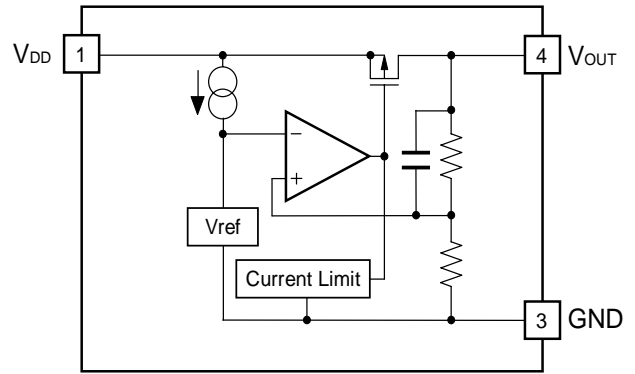 VDD 1
4 VOUT
−
+
Vref
Current Limit
3 GND